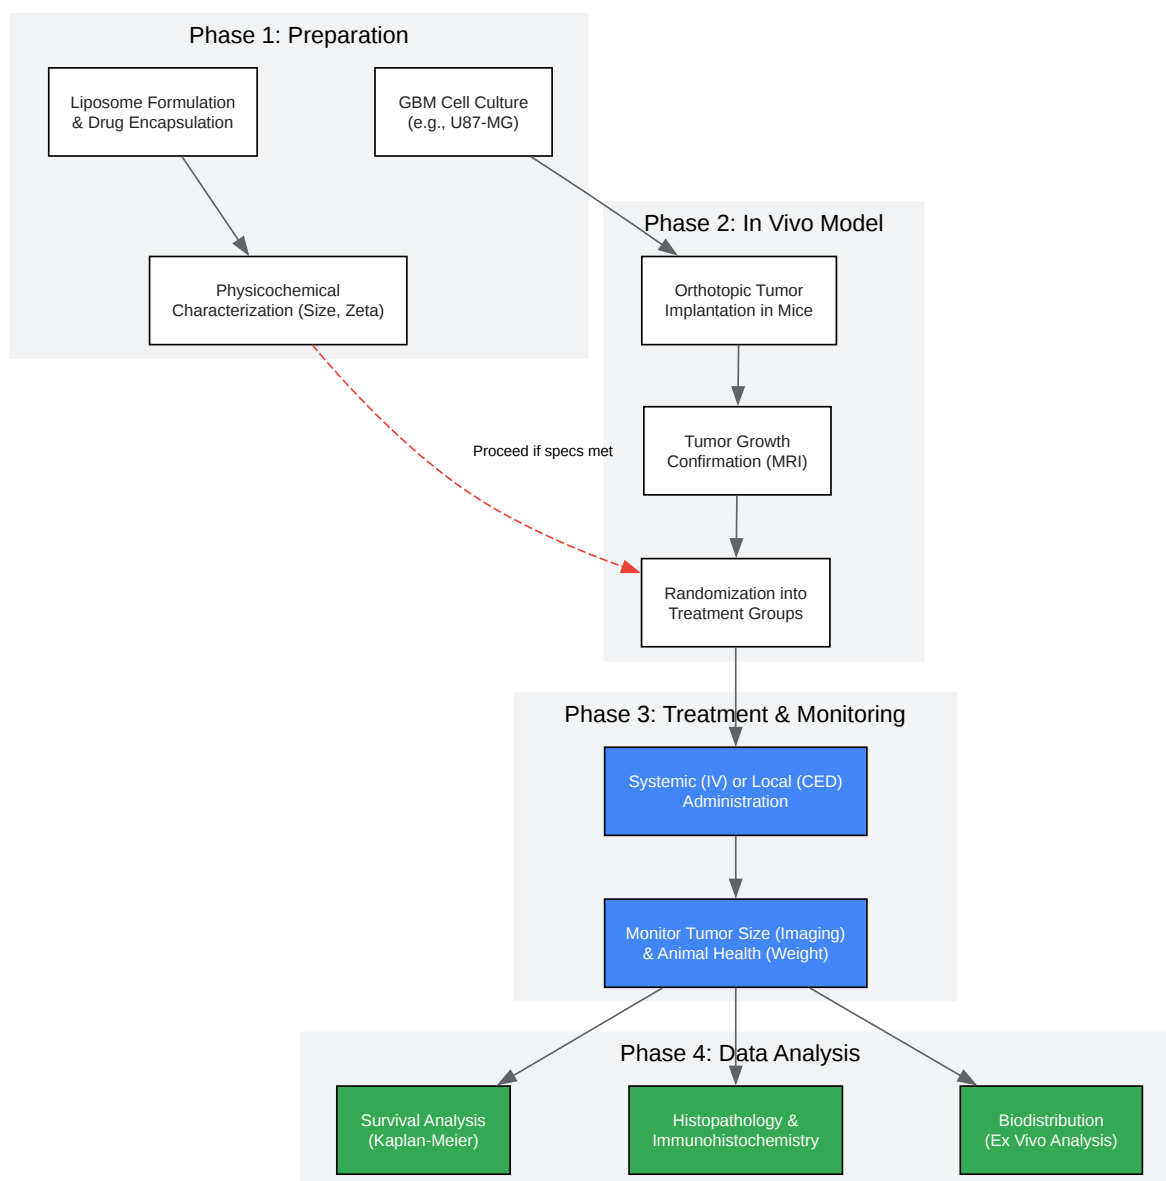 Phase 1: Preparation
Liposome Formulation
& Drug Encapsulation
GBM Cell Culture
(e.g., U87-MG)
Physicochemical
Characterization (Size, Zeta)
Phase 2: In Vivo Model
Orthotopic Tumor
Implantation in Mice
Tumor Growth
Confirmation (MRI)
Proceed if specs met
Randomization into
Treatment Groups
Phase 3: Treatment & Monitoring
Systemic (IV) or Local (CED)
Administration
Monitor Tumor Size (Imaging)
& Animal Health (Weight)
Phase 4: Data Analysis
Survival Analysis
(Kaplan-Meier)
Histopathology &
Immunohistochemistry
Biodistribution
(Ex Vivo Analysis)